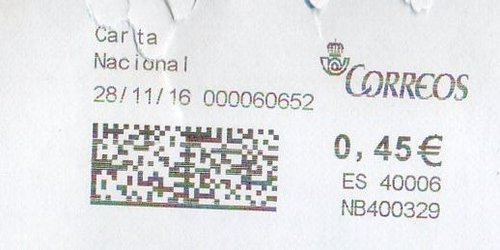 Carta
Nacional
28/11/16 000060652
CORREOS
0,45€
ES 40006
NB400329